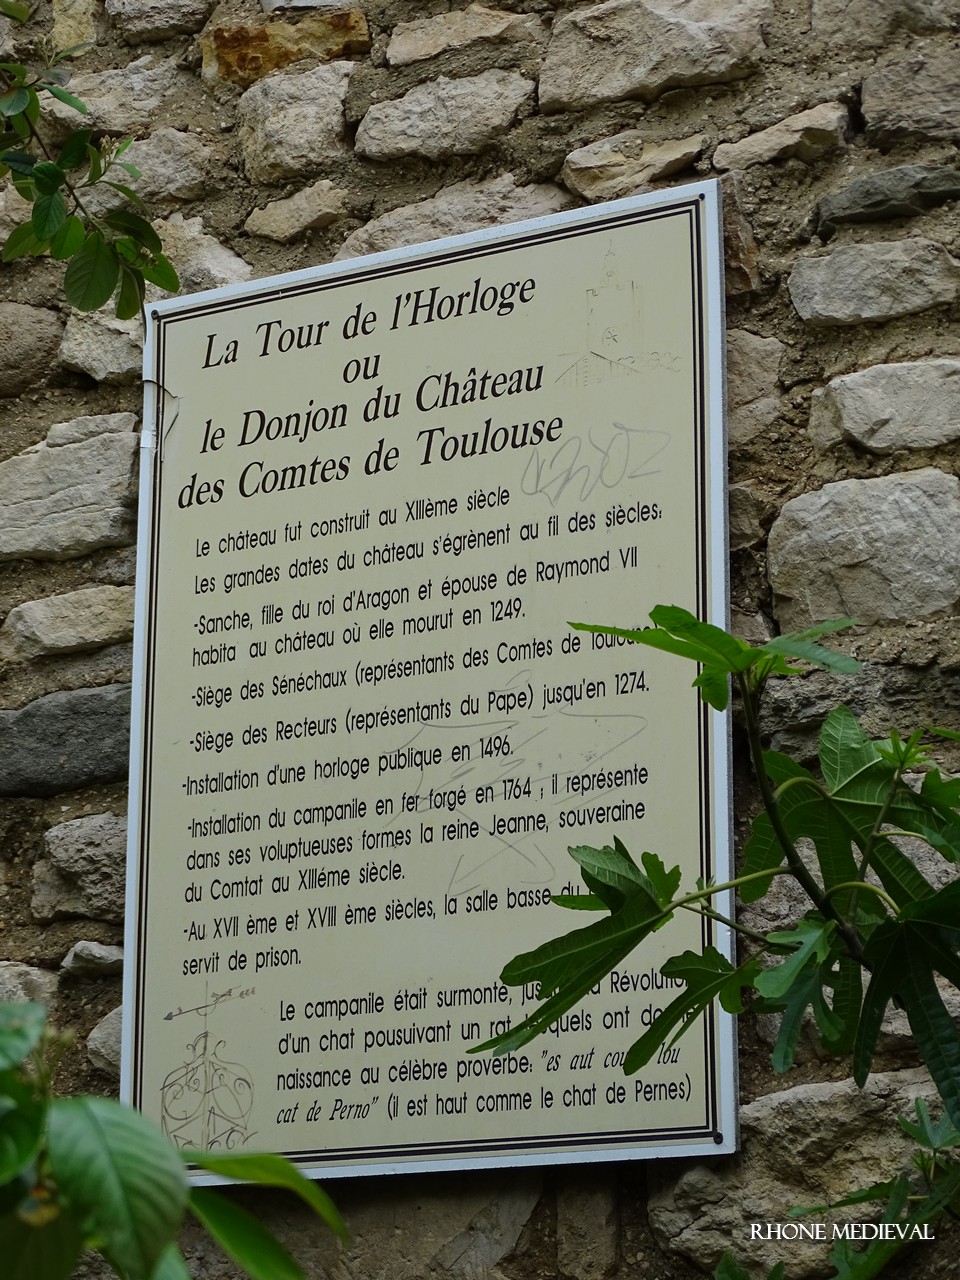 La Tour de l'Horloge
ou
le Donjon du Château
des Comtes de Toulouse
Le château fut construit au XIIIème siècle
Les grandes dates du château s'égrènent au fil des siècles:
-Sanche, fille du roi d'Aragon et épouse de Raymond VII
habita au château où elle mourut en 1249.
-Siège des Sénéchaux (représentants des Comtes de
-Siège des Recteurs (représentants du Pape) jusqu'en 1274.
-Installation d'une horloge publique en 1496.
-Installation du campanile en fer forgé en 1764 ; il représente
dans ses voluptueuses formes la reine Jeanne, souveraine
du Comtat au XIIIéme siècle.
-Au XVII ème et XVIII ème siècles, la salle basse du
servit de prison.
Le campanile était surmonté, Révolution
d'un chat pousuivant un rat ont
naissance au célèbre proverbe: "es aut lou
cat de Perno" (il est haut comme le chat de Pernes)
RHONE MEDIEVAL